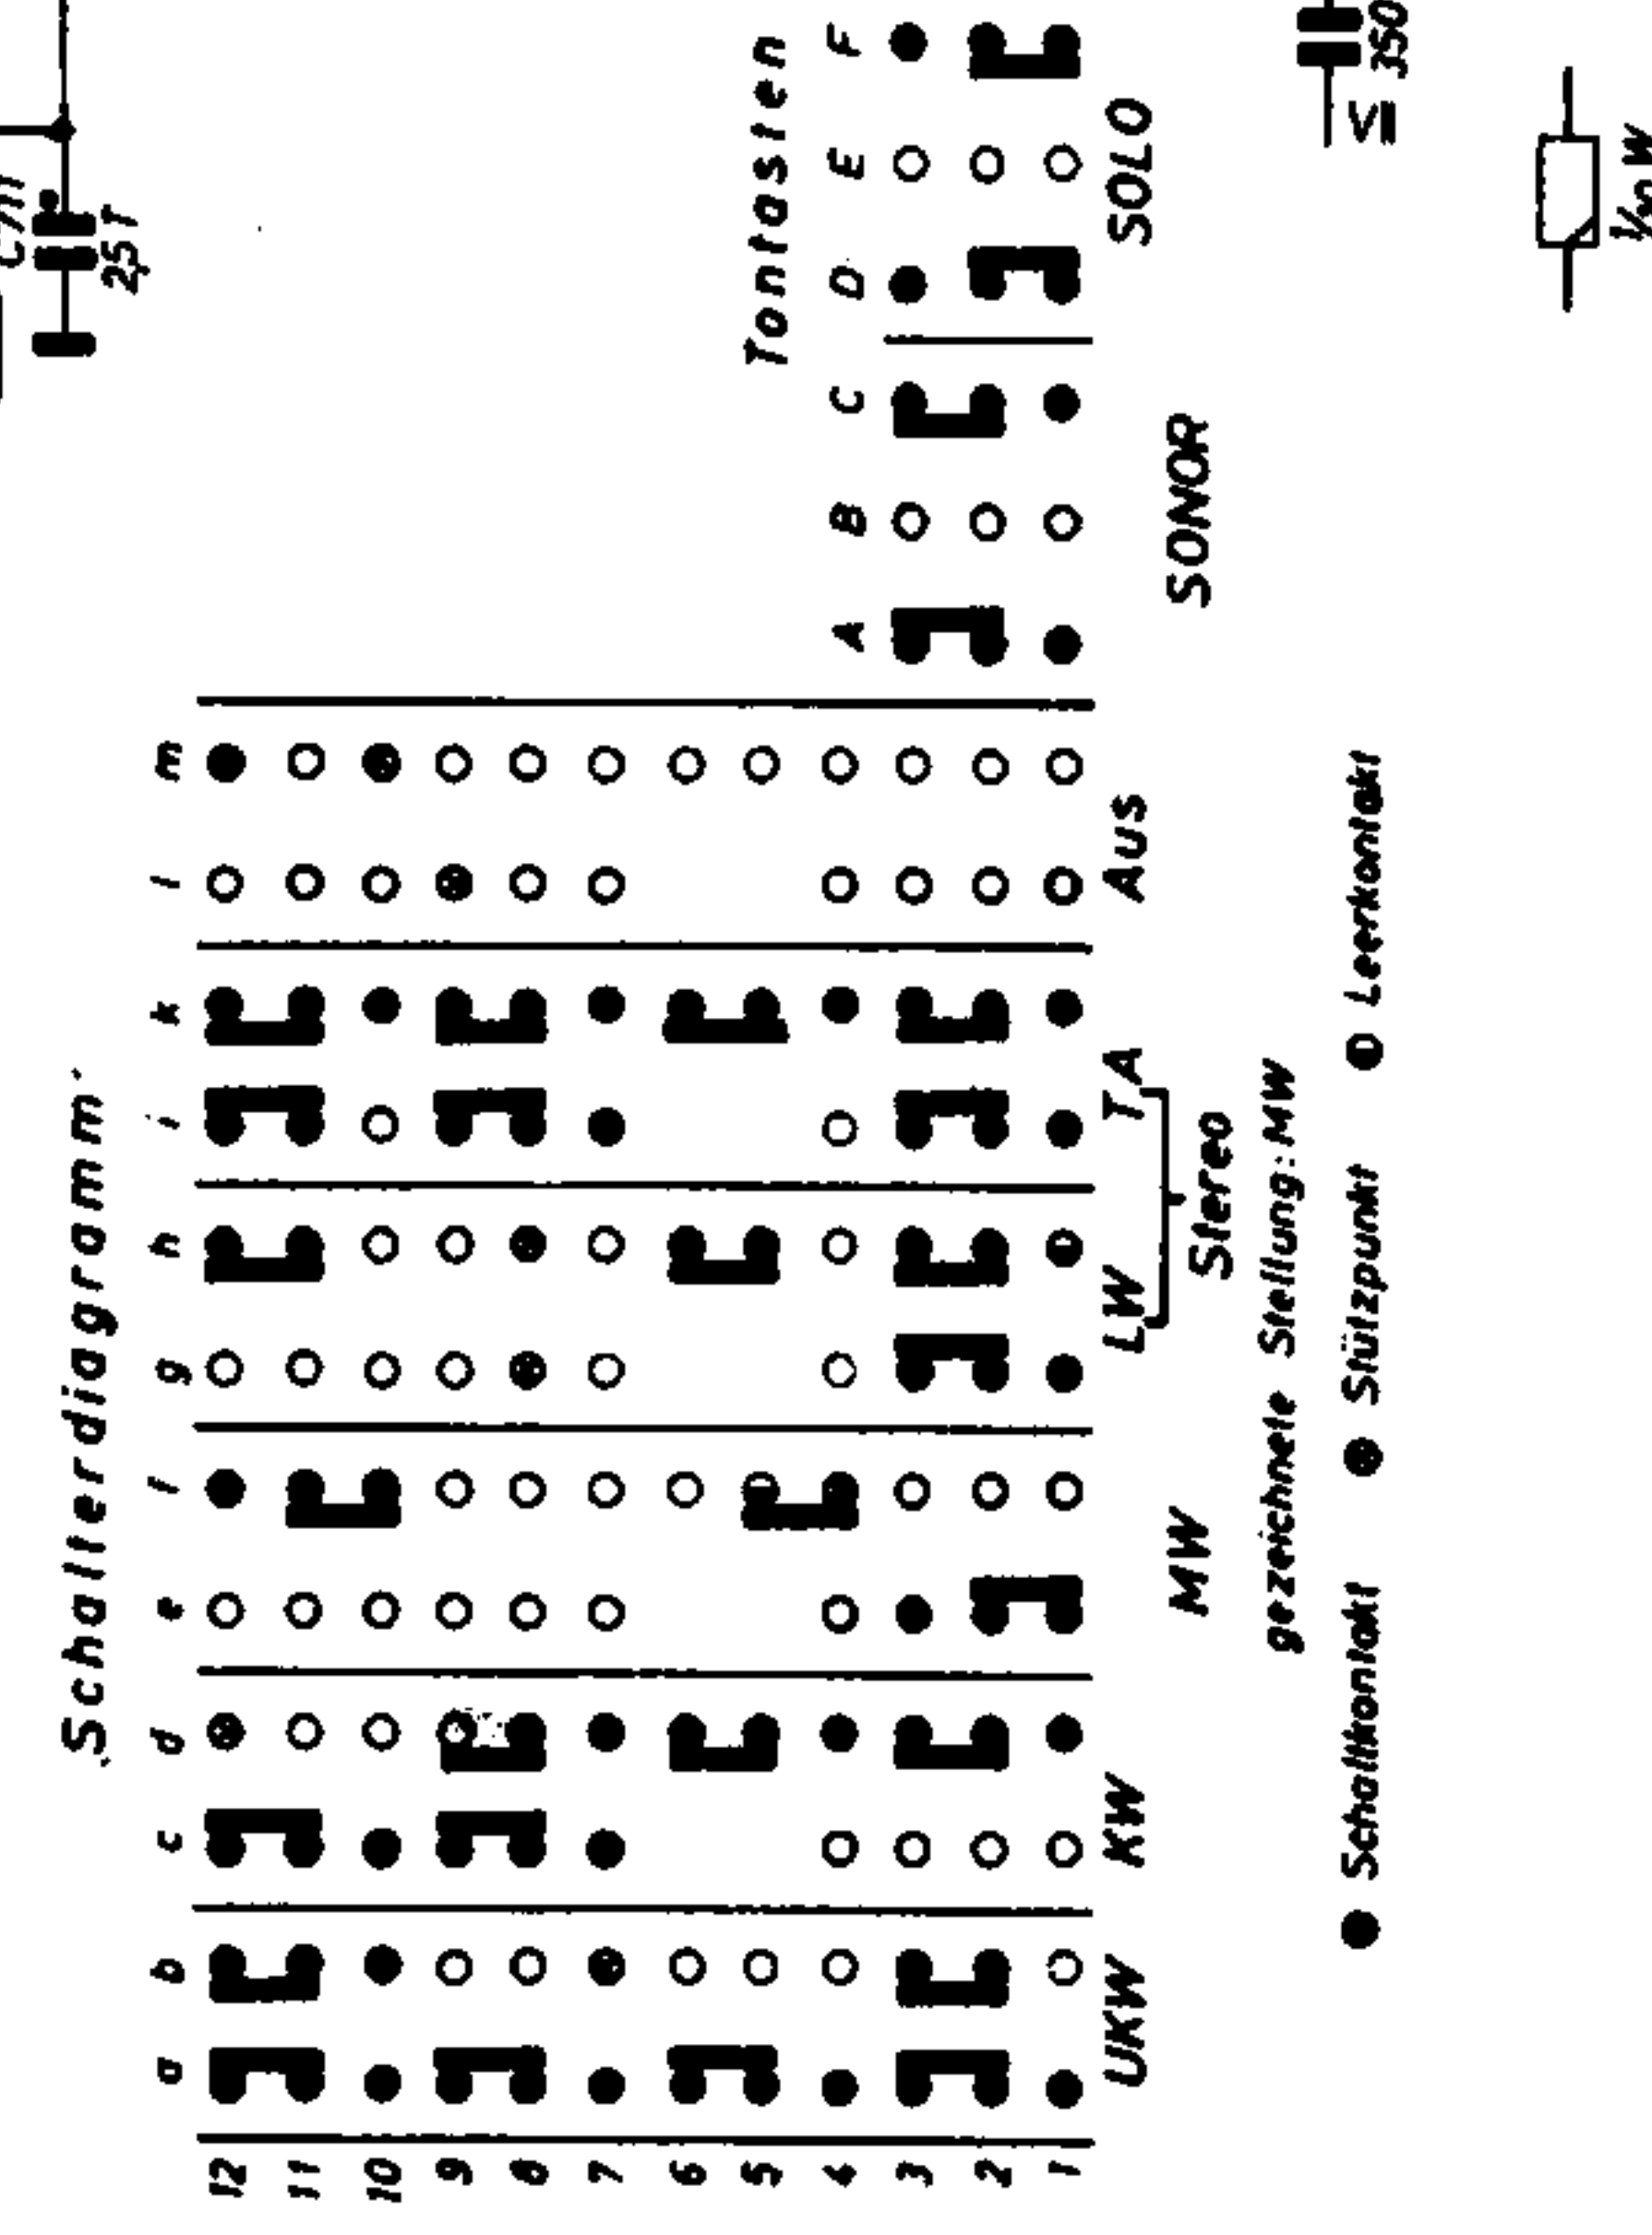 25T
Schalterdiagramm
a b c d e f g h i k l m
12
11
10
9
8
7
6
5
Tontasten
4 A B C D E F
3
2
1
UKW KW LW TA Aus SOLO
MW Stereo SONOR
gezeichnete Stellung: MW
Schaltkontakt Stützpunkt Leerkontakt
≤ 350